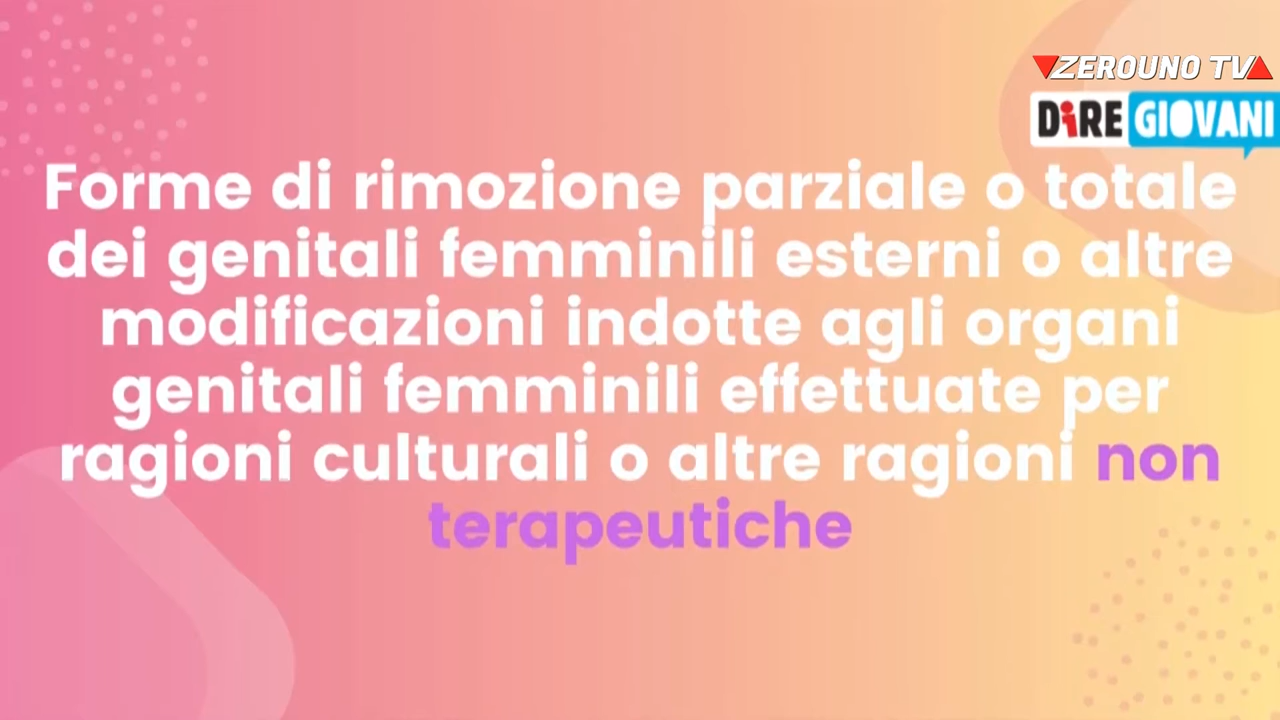 ZEROUNO TV
DIRE GIOVANI
Forme di rimozione parziale o totale
dei genitali femminili esterni o altre
modificazioni indotte agli organi
genitali femminili effettuate per
ragioni culturali o altre ragioni non
terapeutiche